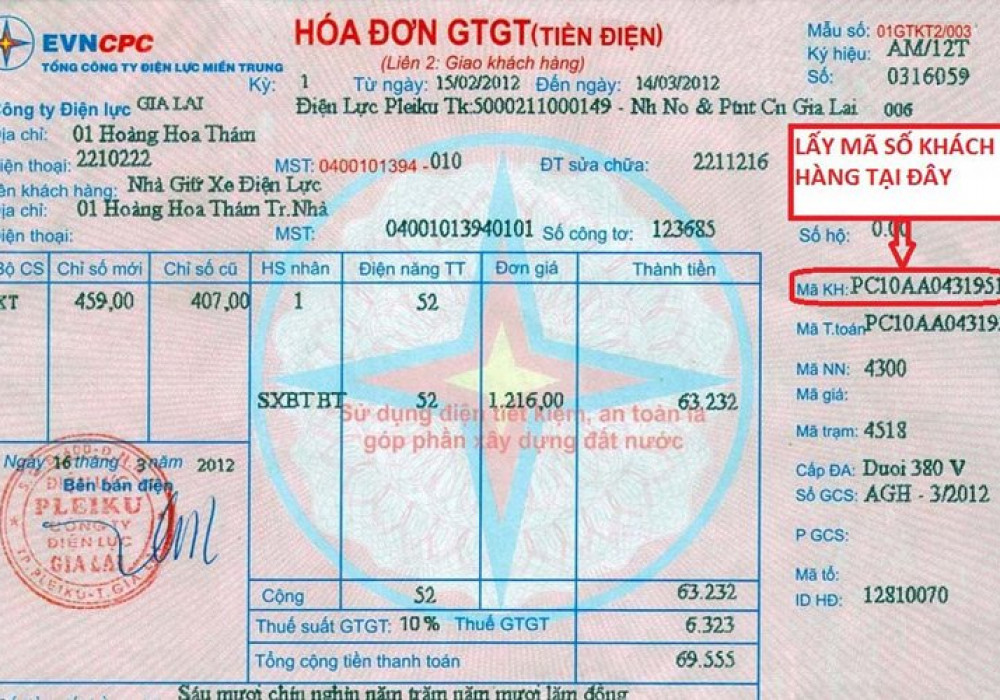 EVNCPC
TỔNG CÔNG TY ĐIỆN LỰC MIỀN TRUNG
HÓA ĐƠN GTGT(TIỀN ĐIỆN)
(Liên 2: Giao khách hàng)
Mẫu số: 01GTKT2/003
Ký hiệu: AM/12T
Số: 0316059
Kỳ: 1 Từ ngày: 15/02/2012 Đến ngày: 14/03/2012
ông ty Điện lực GIA LAI Điện Lực Pleiku Tk:5000211000149 - Nh No & Ptnt Cn Gia Lai 006
ịa chỉ: 01 Hoàng Hoa Thám
iện thoại: 2210222 MST: 0400101394 -010 ĐT sửa chữa: 2211216
LẤY MÃ SỐ KHÁCH
HÀNG TẠI ĐÂY
ên khách hàng: Nhà Giữ Xe Điện Lực
ịa chỉ: 01 Hoàng Hoa Thám Tr.Nhà
iện thoại: MST: 04001013940101 Số công tơ: 123685 Số hộ: 0.00
Bộ CS Chỉ số mới Chỉ số cũ HS nhân Điện năng TT Đơn giá Thành tiền
KT 459,00 407,00 1 52
Mã KH: PC10AA0431951
Mã T.toán PC10AA043195
Mã NN: 4300
Mã giá:
SXBT BT 52 1.216,00 63.232
Sử dụng điện tiết kiệm, an toàn là
góp phần xây dựng đất nước
Mã trạm: 4518
Cấp ĐA: Duoi 380 V
Số GCS: AGH - 3/2012
P GCS:
Mã tổ:
ID HĐ: 12810070
Ngày 16 tháng 3 năm 2012
Bên bán điện
ĐIỆN LỰC
PLEIKU
CÔNG TY
ĐIỆN LỰC
GIA LAI
Cộng 52 63.232
Thuế suất GTGT: 10% Thuế GTGT 6.323
Tổng cộng tiền thanh toán 69.555
Sáu mươi chín nghìn năm trăm năm mươi lăm đồng